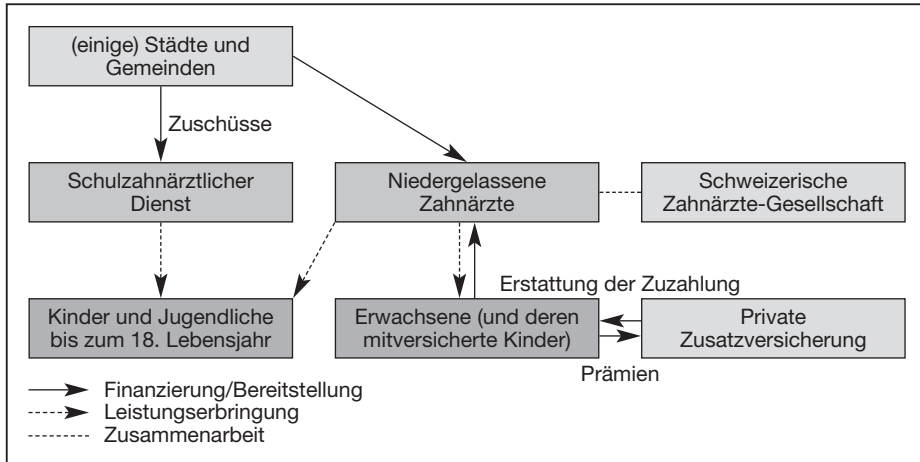 (einige) Städte und
Gemeinden
Zuschüsse
Schulzahnärztlicher
Dienst
Niedergelassene
Zahnärzte
Schweizerische
Zahnärzte-Gesellschaft
Erstattung der Zuzahlung
Kinder und Jugendliche
bis zum 18. Lebensjahr
Erwachsene (und deren
mitversicherte Kinder)
Private
Zusatzversicherung
Prämien
Finanzierung/Bereitstellung
Leistungserbringung
Zusammenarbeit